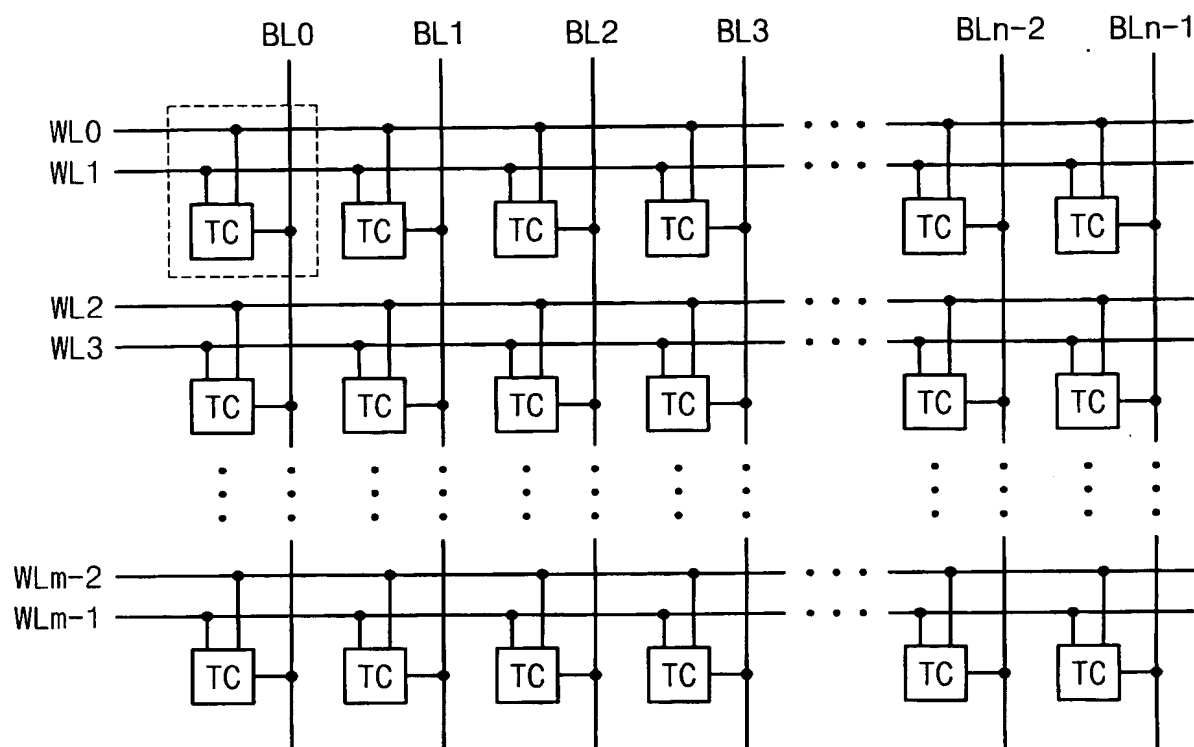 BL0 BL1 BL2 BL3 BLn-2 BLn-1
WL0
WL1
TC TC TC TC TC TC
WL2
WL3
TC TC TC TC TC TC
WLm-2
WLm-1
TC TC TC TC TC TC